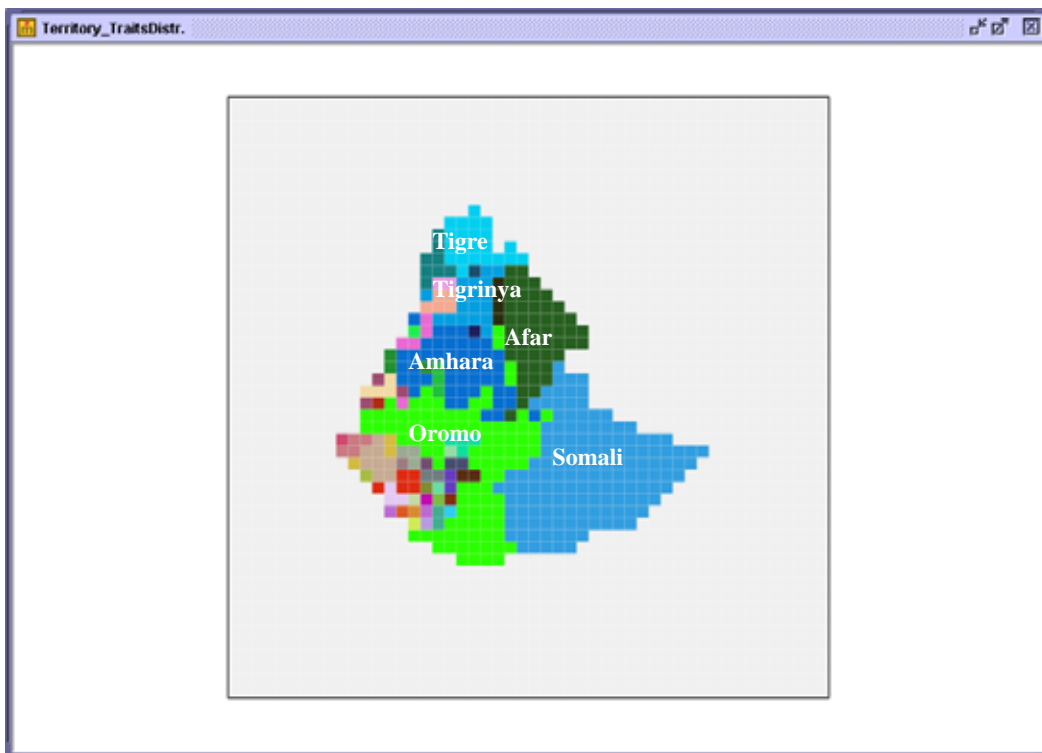 Territory_TraitsDistr.
Tigre
Tigrinya
Afar
Amhara
Oromo
Somali